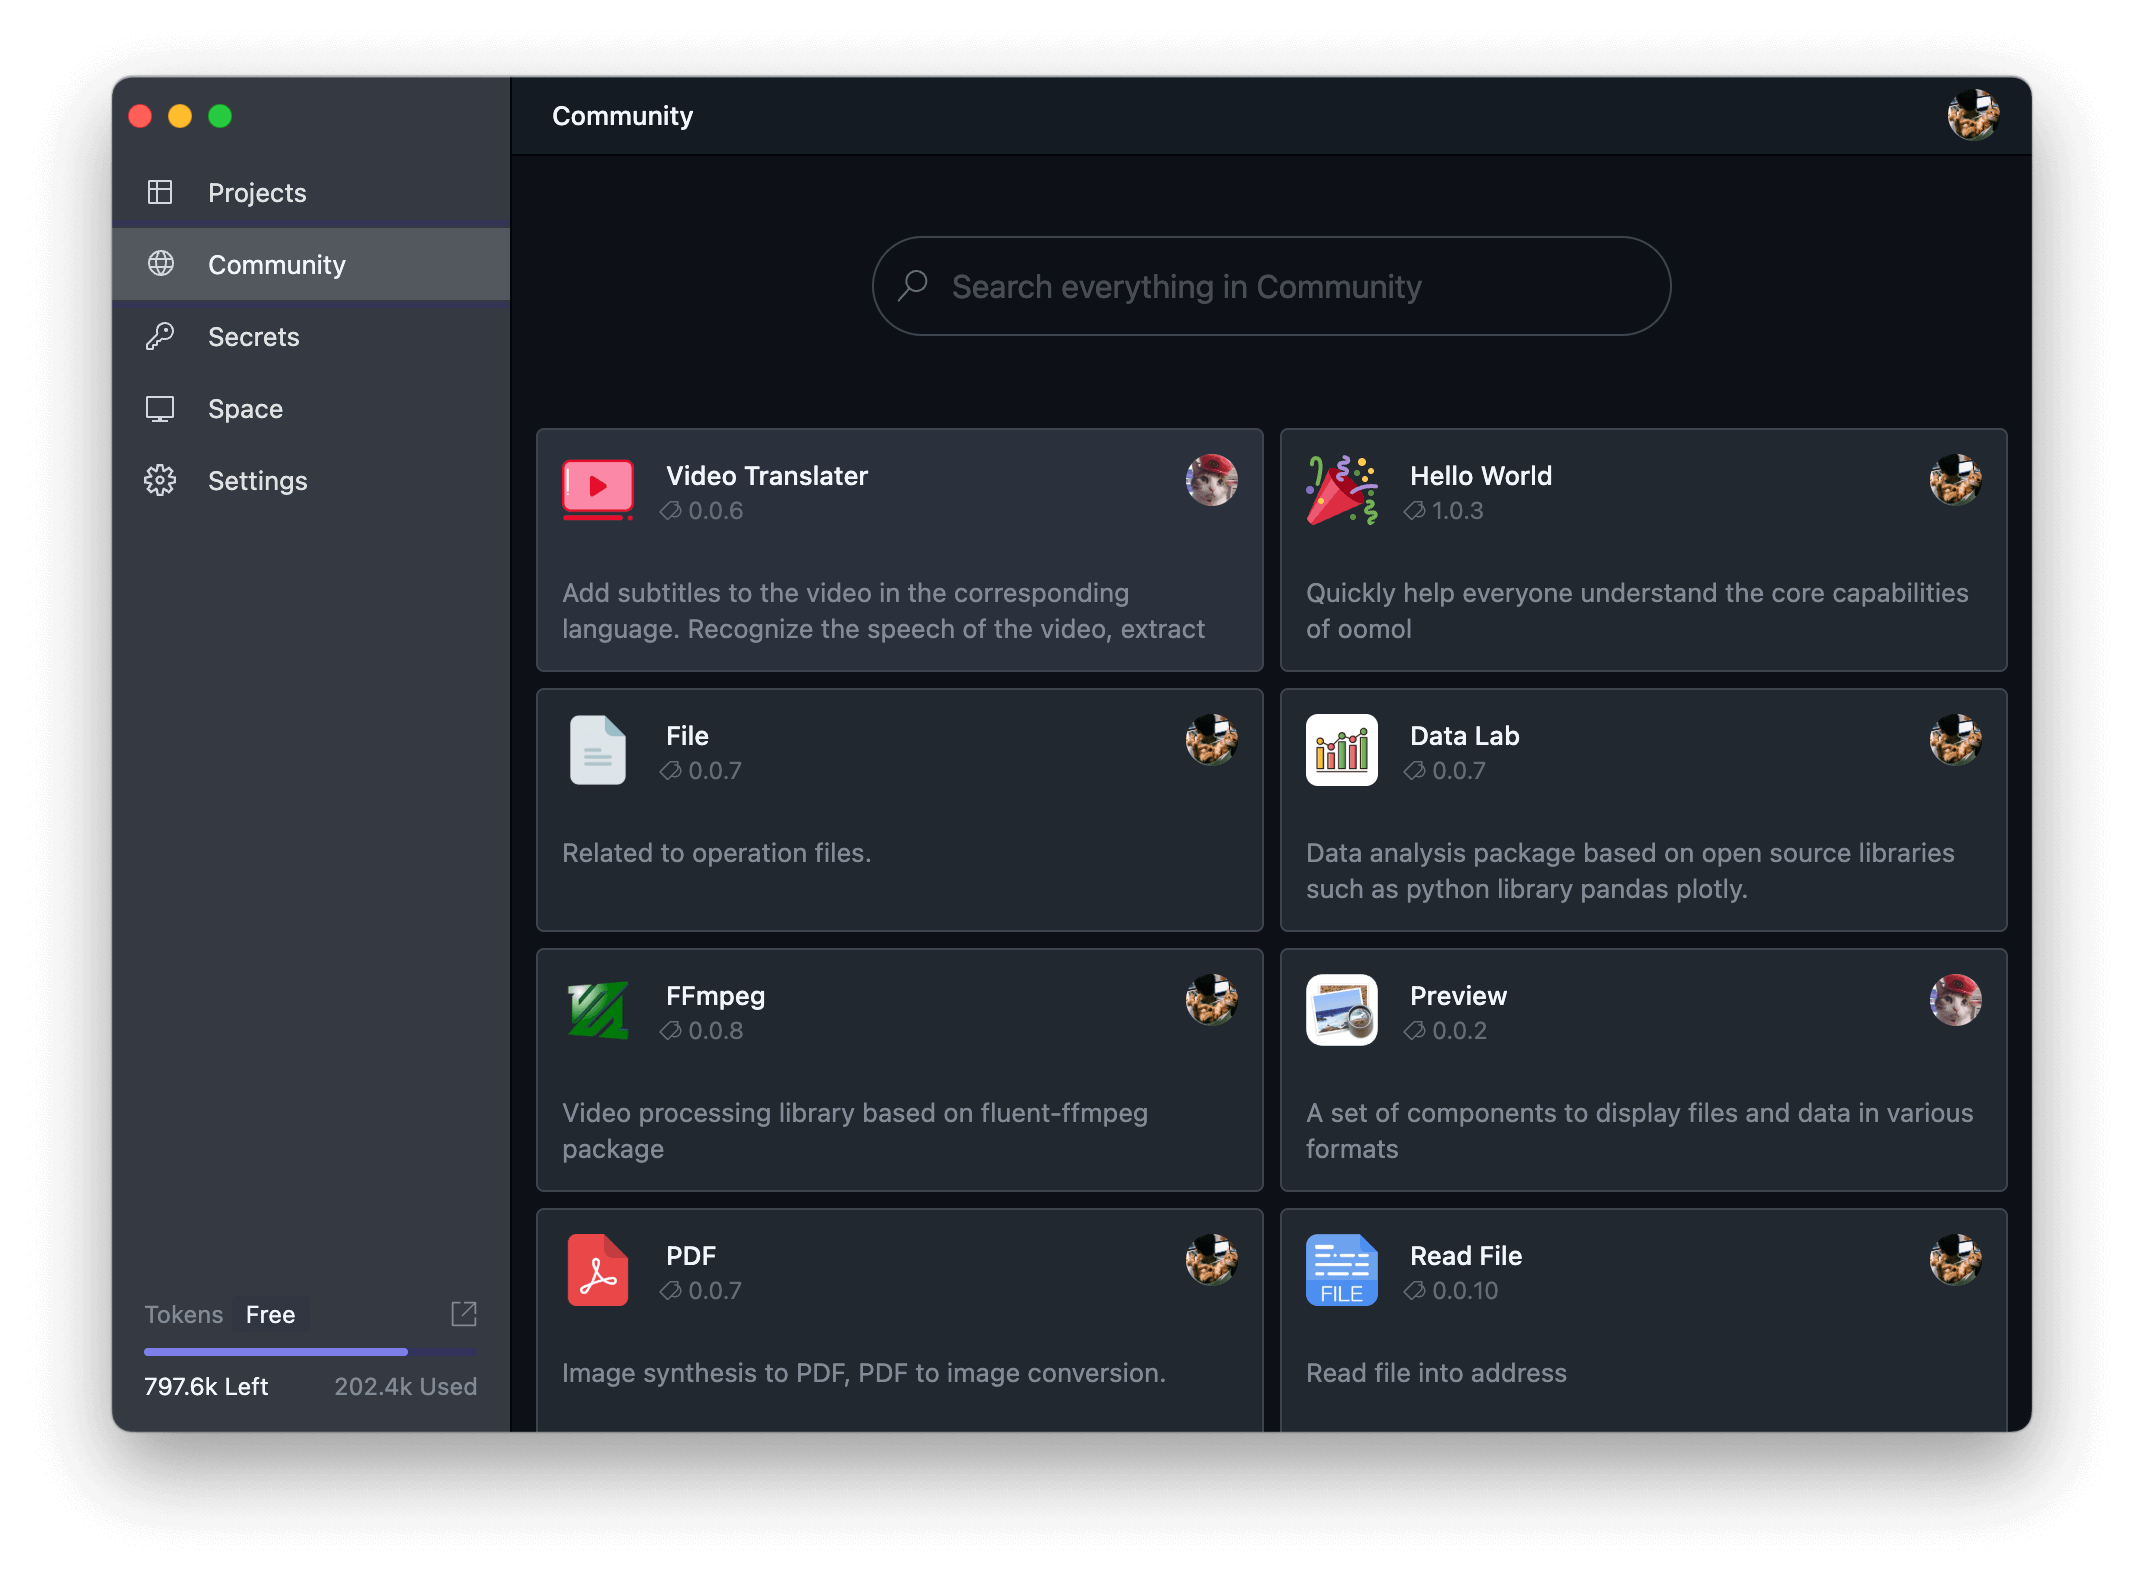 Community
Projects
Community
Secrets
Space
Settings
Tokens Free
797.6k Left 202.4k Used
Search everything in Community
Video Translater
0.0.6
Add subtitles to the video in the corresponding
language. Recognize the speech of the video, extract
Hello World
1.0.3
Quickly help everyone understand the core capabilities
of oomol
File
0.0.7
Related to operation files.
Data Lab
0.0.7
Data analysis package based on open source libraries
such as python library pandas plotly.
FFmpeg
0.0.8
Video processing library based on fluent-ffmpeg
package
Preview
0.0.2
A set of components to display files and data in various
formats
PDF
0.0.7
Image synthesis to PDF, PDF to image conversion.
FILE
Read File
0.0.10
Read file into address